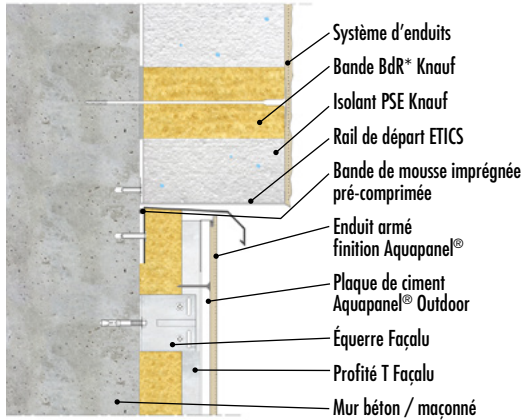 Système d’enduits
Bande BdR* Knauf
Isolant PSE Knauf
Rail de départ ETICS
Bande de mousse imprégnée
pré-comprimée
Enduit armé
finition Aquapanel®
Plaque de ciment
Aquapanel® Outdoor
Équerre Façalu
Profité T Façalu
Mur béton / maçonné